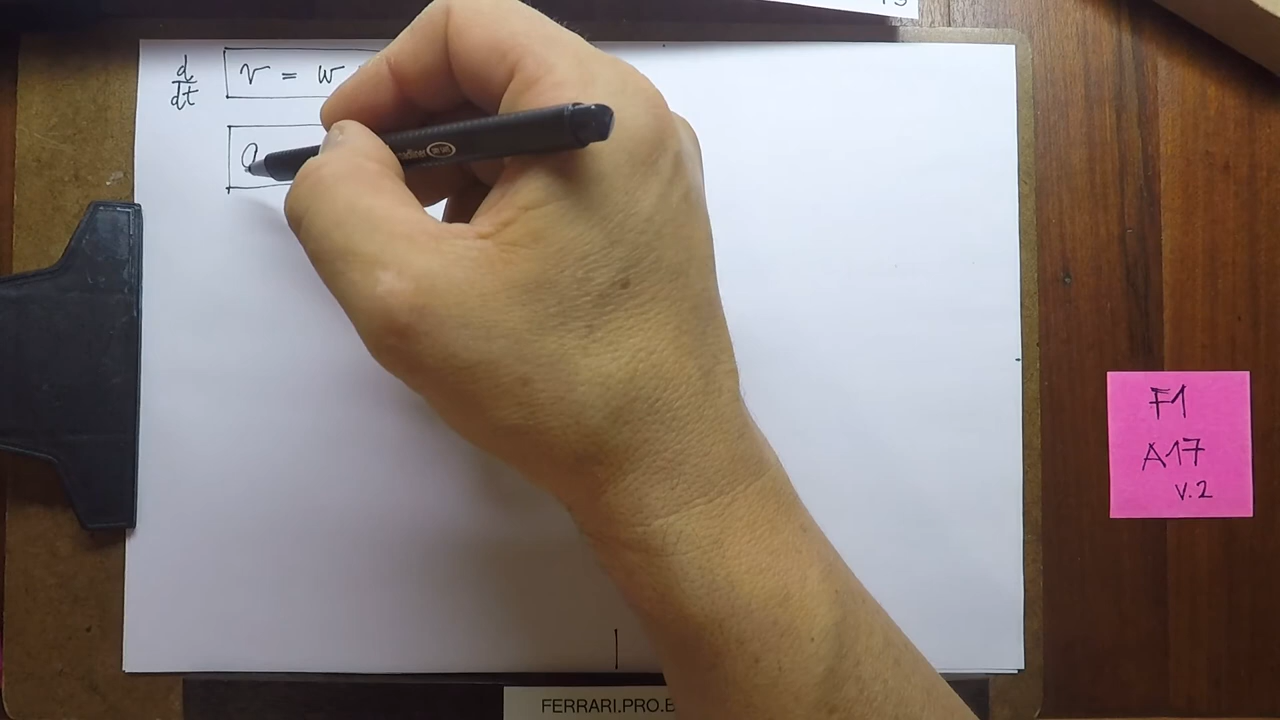 d/dt v = w
a
F1
A17
V.2
FERRARI.PRO.B